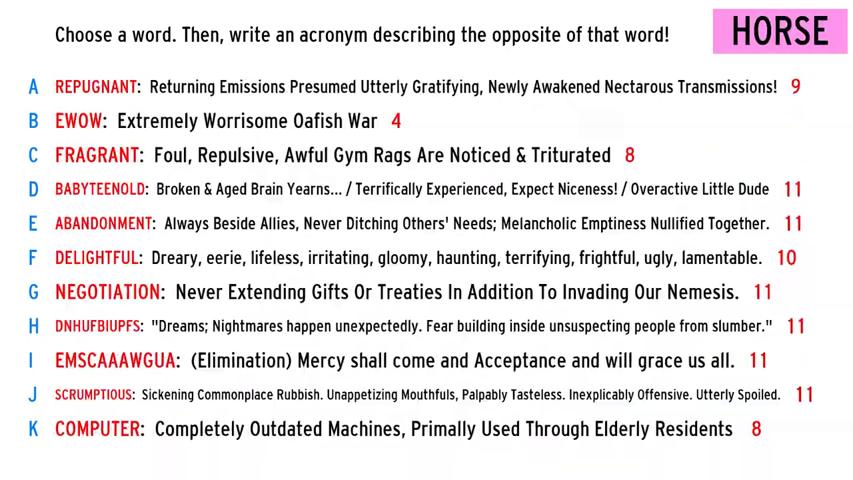 Choose a word. Then, write an acronym describing the opposite of that word!
HORSE
A REPUGNANT: Returning Emissions Presumed Utterly Gratifying, Newly Awakened Nectarous Transmissions! 9
B EWOW: Extremely Worrisome Oafish War 4
C FRAGRANT: Foul, Repulsive, Awful Gym Rags Are Noticed & Triturated 8
D BABYTEENOLD: Broken & Aged Brain Yearns... / Terrifically Experienced, Expect Niceness! / Overactive Little Dude 11
E ABANDONMENT: Always Beside Allies, Never Ditching Others' Needs; Melancholic Emptiness Nullified Together. 11
F DELIGHTFUL: Dreary, eerie, lifeless, irritating, gloomy, haunting, terrifying, frightful, ugly, lamentable. 10
G NEGOTIATION: Never Extending Gifts Or Treaties In Addition To Invading Our Nemesis. 11
H DNHUFBIUPFS: "Dreams; Nightmares happen unexpectedly. Fear building inside unsuspecting people from slumber." 11
I EMSCAAAWGUA: (Elimination) Mercy shall come and Acceptance and will grace us all. 11
J SCRUMPTIOUS: Sickening Commonplace Rubbish. Unappetizing Mouthfuls, Palpably Tasteless. Inexplicably Offensive. Utterly Spoiled. 11
K COMPUTER: Completely Outdated Machines, Primally Used Through Elderly Residents 8